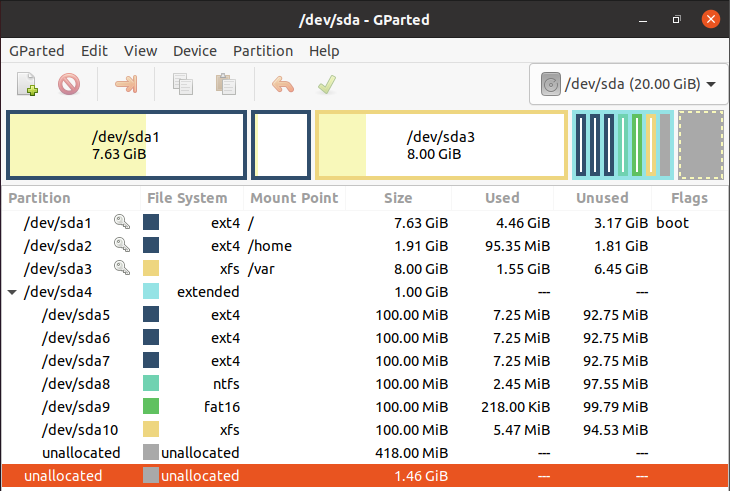 /dev/sda - GParted
GParted Edit View Device Partition Help
/dev/sda (20.00 GiB)
/dev/sda1
7.63 GiB
/dev/sda3
8.00 GiB
Partition File System Mount Point Size Used Unused Flags
/dev/sda1 ext4 / 7.63 GiB 4.46 GiB 3.17 GiB boot
/dev/sda2 ext4 /home 1.91 GiB 95.35 MiB 1.81 GiB
/dev/sda3 xfs /var 8.00 GiB 1.55 GiB 6.45 GiB
/dev/sda4 extended 1.00 GiB --- ---
/dev/sda5 ext4 100.00 MiB 7.25 MiB 92.75 MiB
/dev/sda6 ext4 100.00 MiB 7.25 MiB 92.75 MiB
/dev/sda7 ext4 100.00 MiB 7.25 MiB 92.75 MiB
/dev/sda8 ntfs 100.00 MiB 2.45 MiB 97.55 MiB
/dev/sda9 fat16 100.00 MiB 218.00 KiB 99.79 MiB
/dev/sda10 xfs 100.00 MiB 5.47 MiB 94.53 MiB
unallocated unallocated 418.00 MiB --- ---
unallocated unallocated 1.46 GiB --- ---